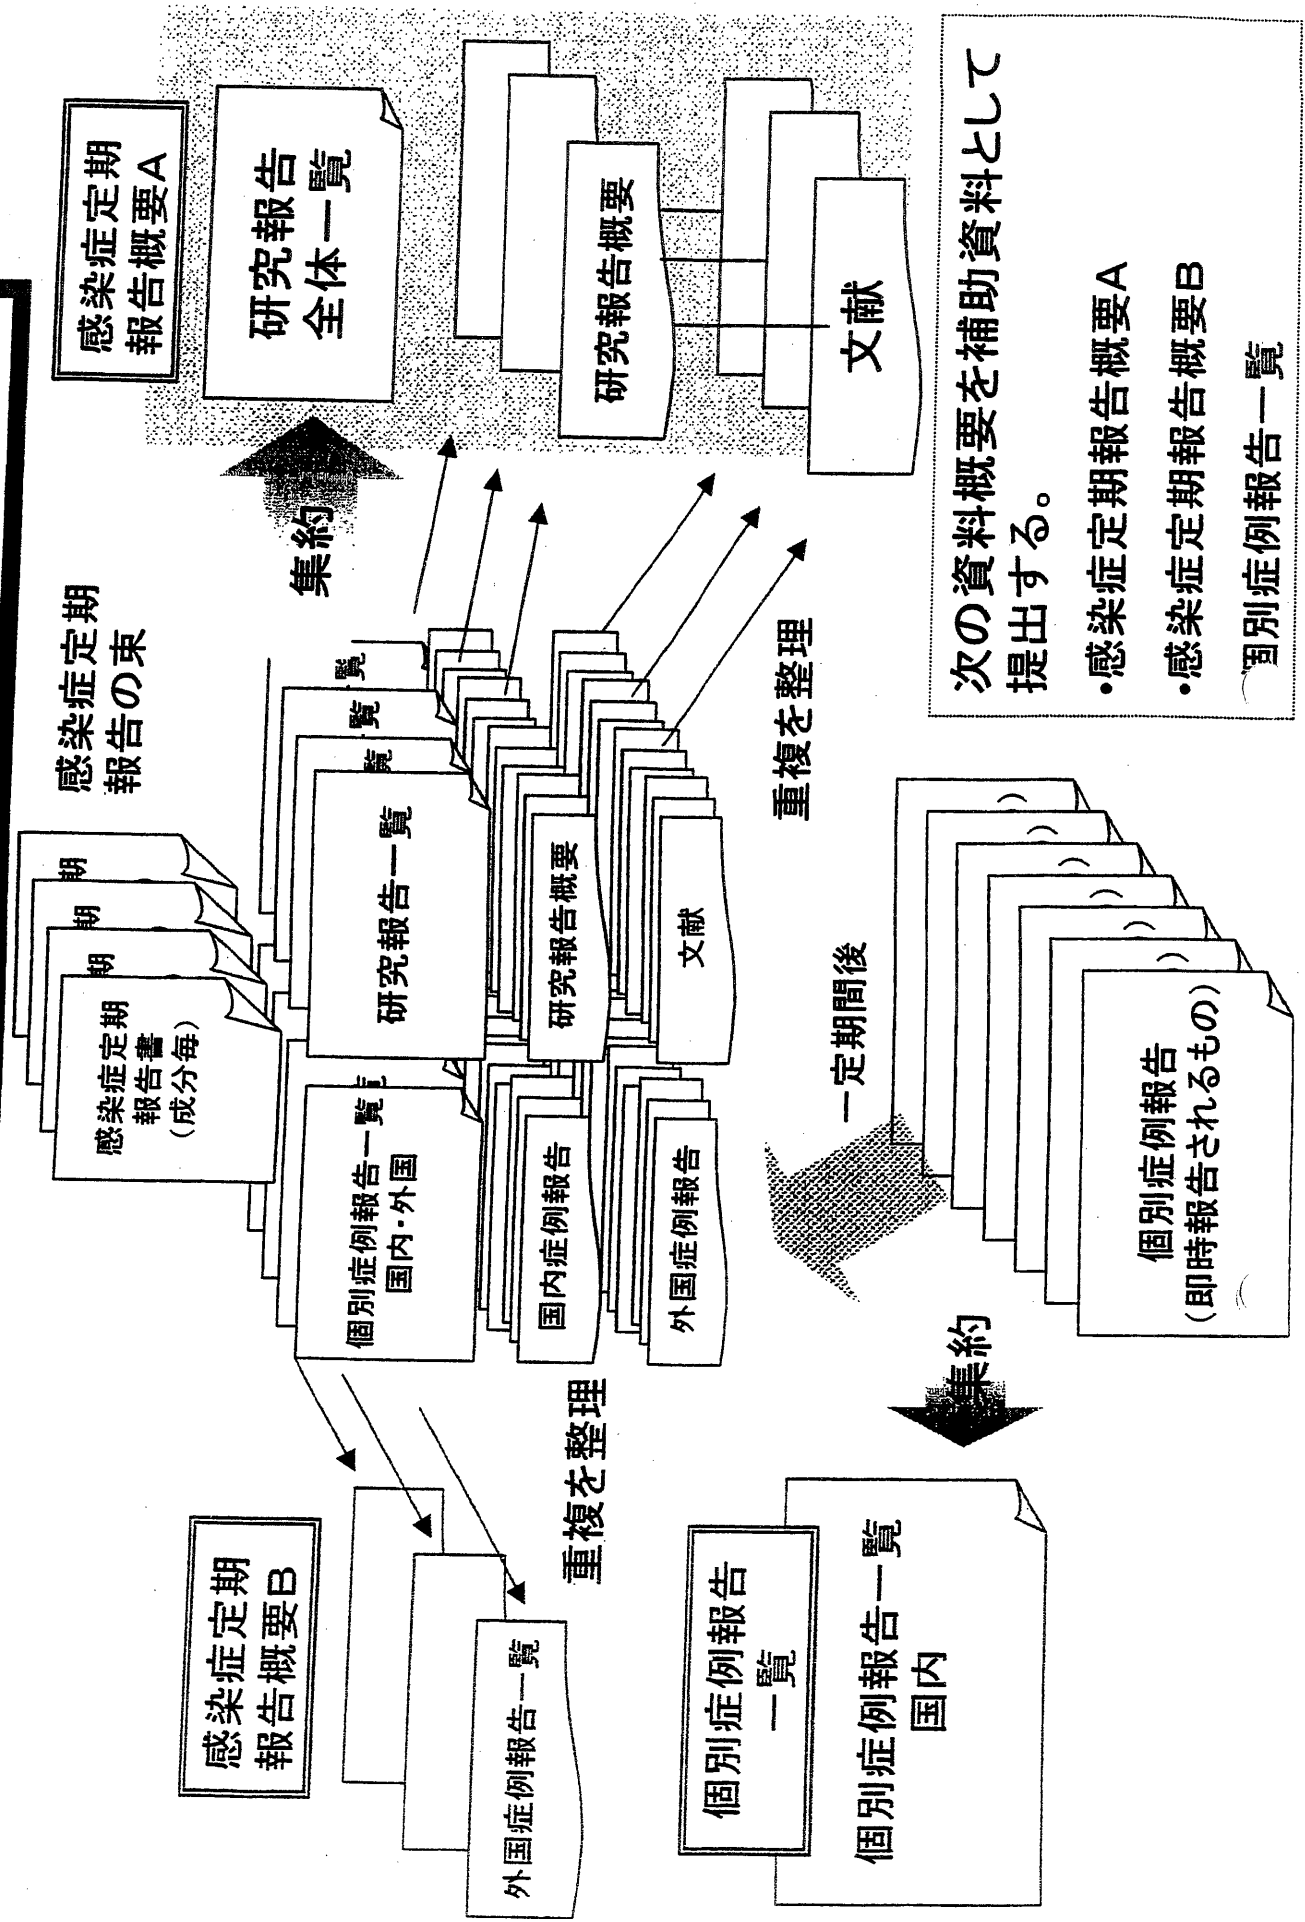 感染症定期
報告概要B
外国症例報告一覧
重複を整理
個別症例報告
一覧
個別症例報告一覧
国内
集約
感染症定期
報告書
(成分毎)
期
期
期
感染症定期
報告の束
個別症例報告一覧
国内・外国
国内症例報告
外国症例報告
研究報告一覧
覧
覧
覧
研究報告概要
文献
重複を整理
一定期間後
個別症例報告
(即時報告されるもの)
集約
感染症定期
報告概要A
研究報告
全体一覧
研究報告概要
文献
次の資料概要を補助資料として
提出する。
・感染症定期報告概要A
・感染症定期報告概要B
個別症例報告一覧